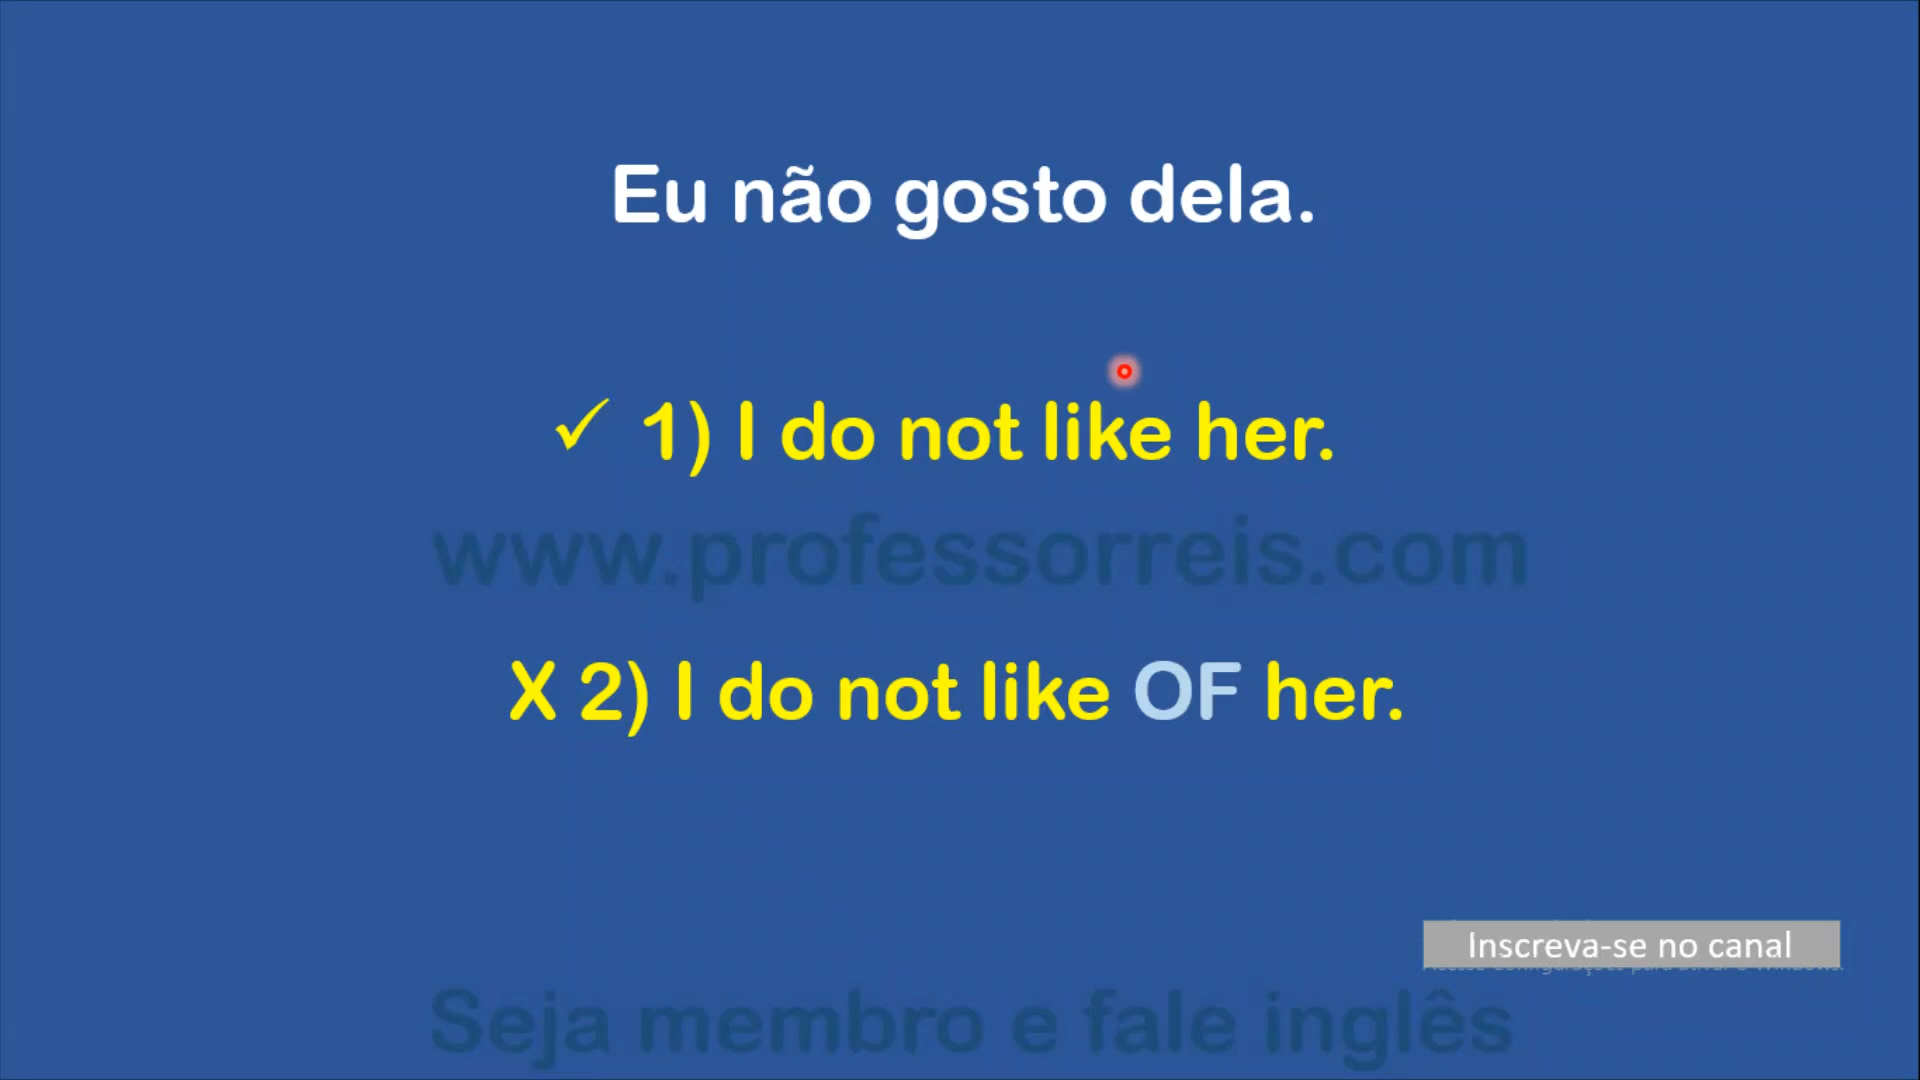 Eu não gosto dela.
✓ 1) I do not like her.
www.professorreis.com
X 2) I do not like OF her.
Inscreva-se no canal
Seja membro e fale inglês